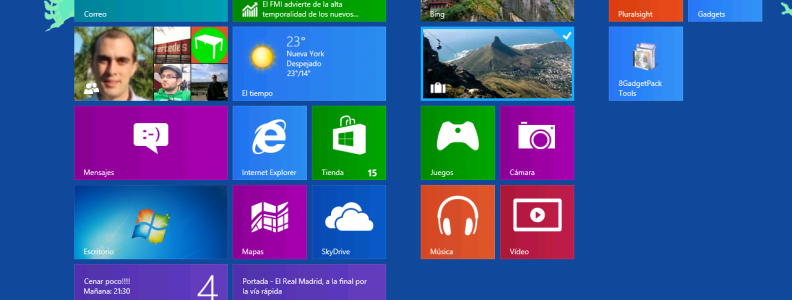 Correo
El FMI advierte de la alta
temporalidad de los nuevos...
Bing
Pluralsight
Gadgets
23°
Nueva York
Despejado
23°/14°
El tiempo
8GadgetPack
Tools
:-)
Mensajes
Internet Explorer
Tienda
15
Juegos
Cámara
Escritorio
Mapas
SkyDrive
Música
Vídeo
Cenar poco!!!!
Mañana: 21:30
4
Portada - El Real Madrid, a la final por
la vía rápida